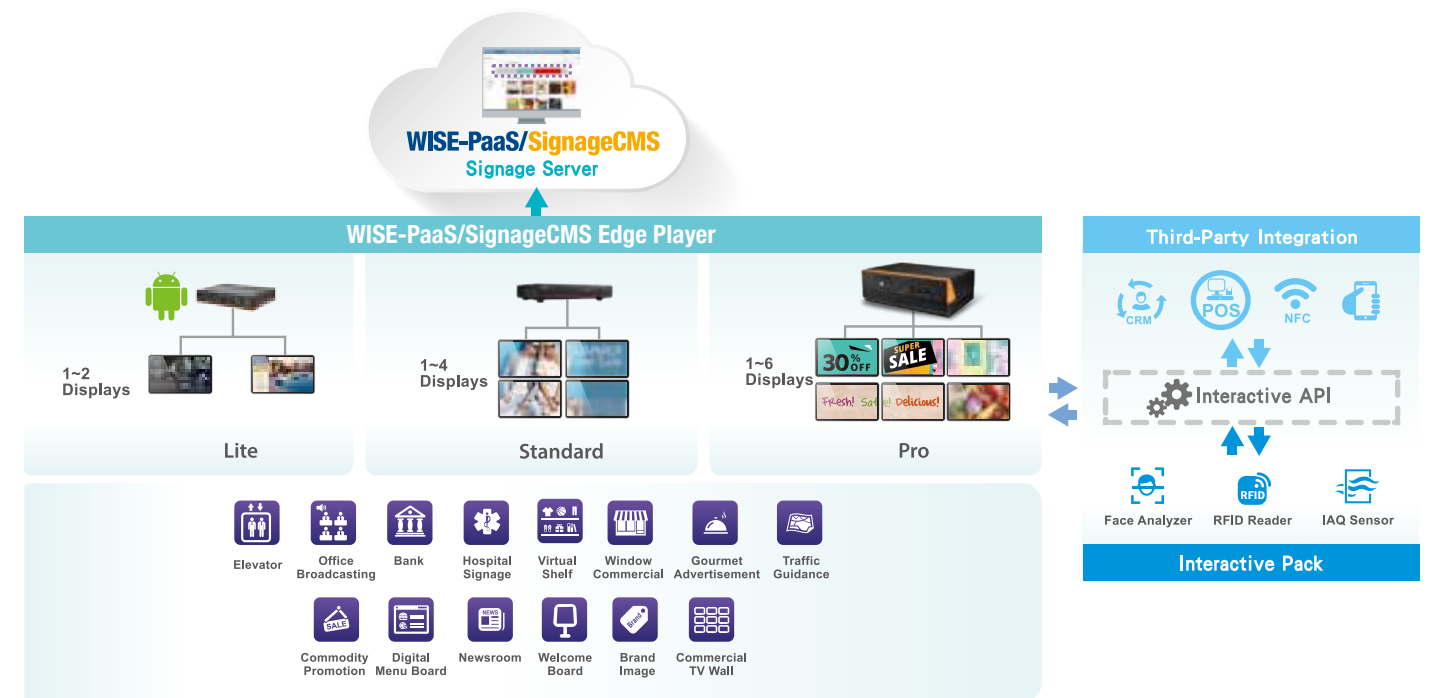 WISE-PaaS/SignageCMS
Signage Server
WISE-PaaS/SignageCMS Edge Player
1~2
Displays
Lite
1~4
Displays
Standard
1~6
Displays
30% OFF
SUPER
SALE
Fresh! Safe! Delicious!
Pro
Third-Party Integration
CRM
POS
NFC
Interactive API
RFID
Face Analyzer
RFID Reader
IAQ Sensor
Interactive Pack
Elevator
Office
Broadcasting
Bank
Hospital
Signage
Virtual
Shelf
Window
Commercial
Gourmet
Advertisement
Traffic
Guidance
SALE
Commodity
Promotion
Digital
Menu Board
NEWS
Newsroom
Welcome
Board
Brand
Brand
Image
Commercial
TV Wall